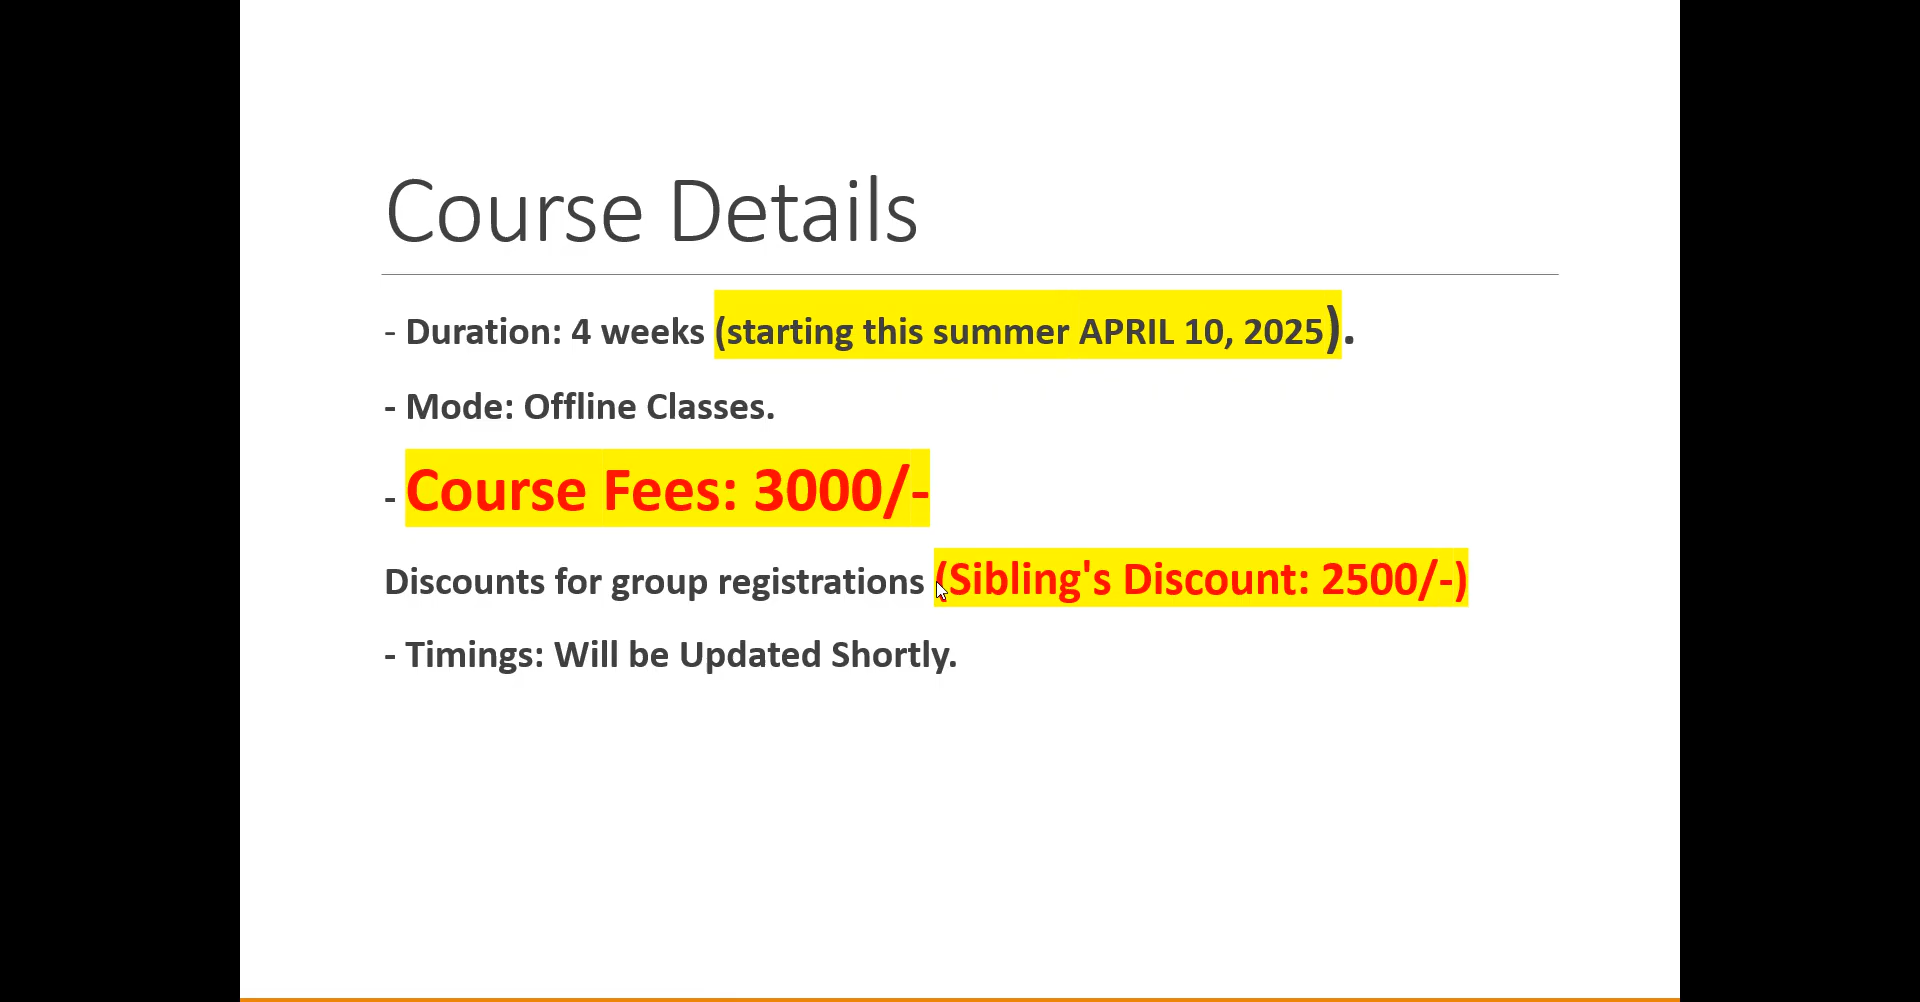 Course Details
- Duration: 4 weeks (starting this summer APRIL 10, 2025).
- Mode: Offline Classes.
- Course Fees: 3000/-
Discounts for group registrations (Sibling's Discount: 2500/-)
- Timings: Will be Updated Shortly.